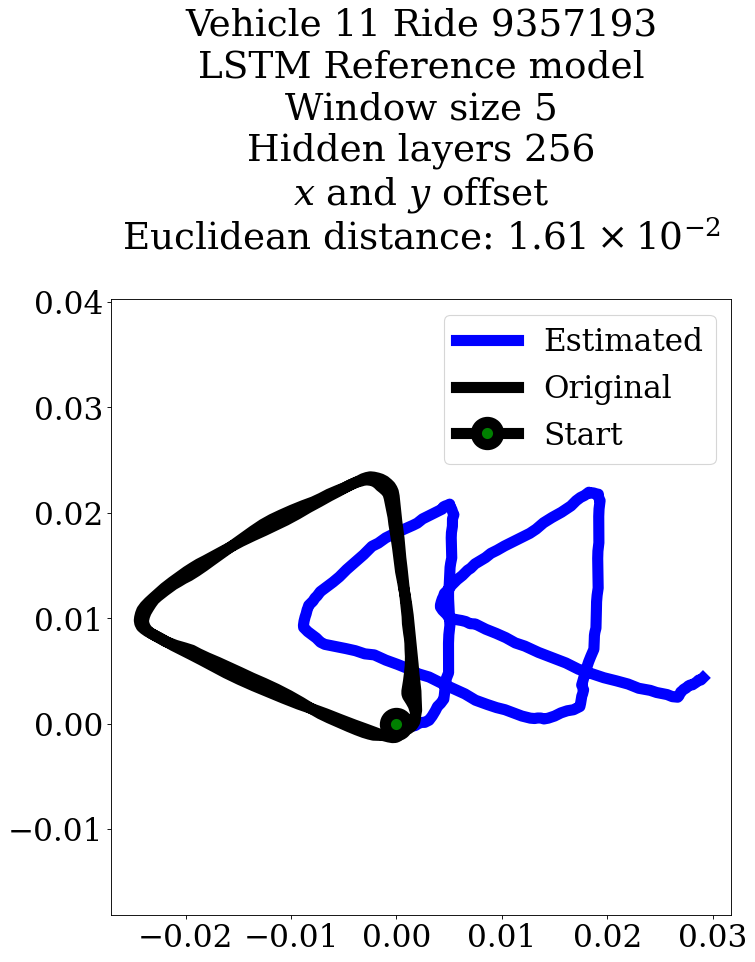 Vehicle 11 Ride 9357193
LSTM Reference model
Window size 5
Hidden layers 256
x and y offset
Euclidean distance: 1.61 × 10⁻²
0.04
0.03
0.02
0.01
0.00
−0.01
Estimated
Original
Start
−0.02 −0.01 0.00 0.01 0.02 0.03